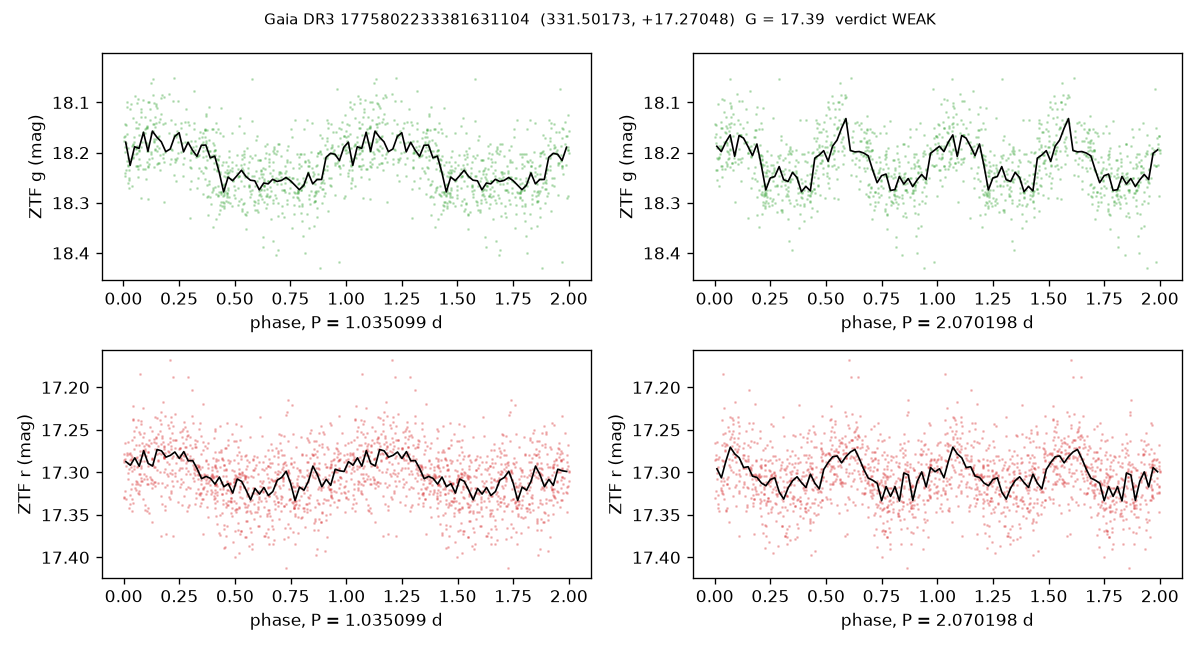 Gaia DR3 1775802233381631104 (331.50173, +17.27048) G = 17.39 verdict WEAK
ZTF g (mag)
18.1
18.2
18.3
18.4
0.00 0.25 0.50 0.75 1.00 1.25 1.50 1.75 2.00
phase, P = 1.035099 d
ZTF g (mag)
18.1
18.2
18.3
18.4
0.00 0.25 0.50 0.75 1.00 1.25 1.50 1.75 2.00
phase, P = 2.070198 d
ZTF r (mag)
17.20
17.25
17.30
17.35
17.40
0.00 0.25 0.50 0.75 1.00 1.25 1.50 1.75 2.00
phase, P = 1.035099 d
ZTF r (mag)
17.20
17.25
17.30
17.35
17.40
0.00 0.25 0.50 0.75 1.00 1.25 1.50 1.75 2.00
phase, P = 2.070198 d